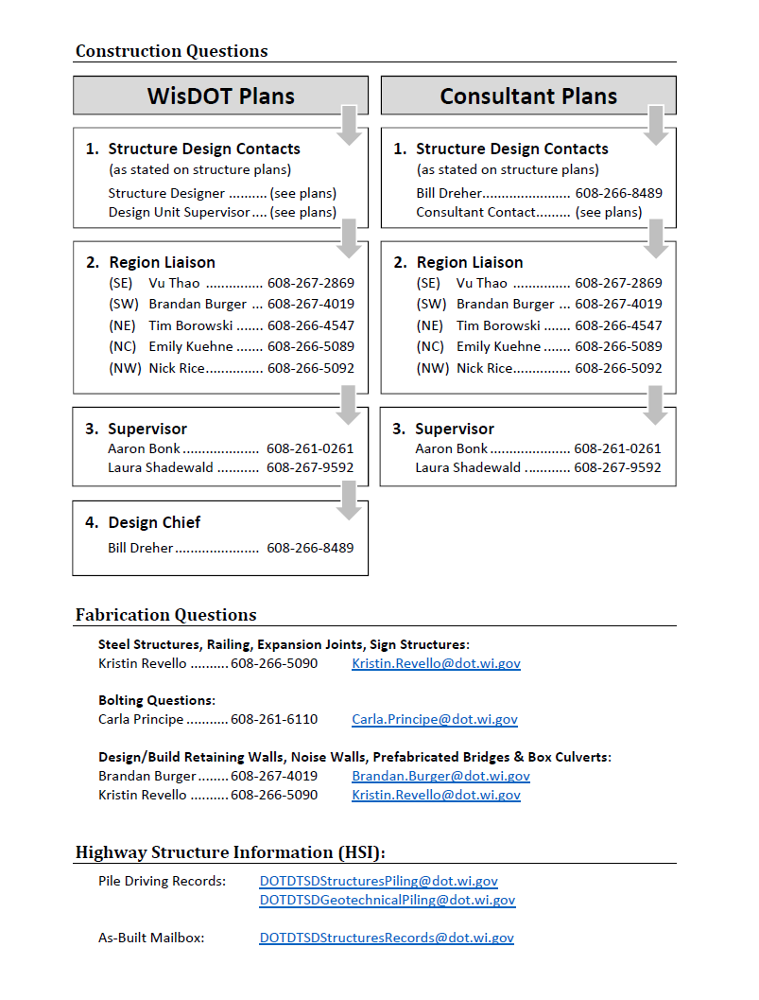 Construction Questions
WisDOT Plans
1. Structure Design Contacts
(as stated on structure plans)
Structure Designer .......... (see plans)
Design Unit Supervisor .... (see plans)
2. Region Liaison
(SE) Vu Thao ............... 608-267-2869
(SW) Brandan Burger ... 608-267-4019
(NE) Tim Borowski ....... 608-266-4547
(NC) Emily Kuehne ....... 608-266-5089
(NW) Nick Rice............... 608-266-5092
3. Supervisor
Aaron Bonk .................... 608-261-0261
Laura Shadewald ........... 608-267-9592
4. Design Chief
Bill Dreher ...................... 608-266-8489
Consultant Plans
1. Structure Design Contacts
(as stated on structure plans)
Bill Dreher....................... 608-266-8489
Consultant Contact......... (see plans)
2. Region Liaison
(SE) Vu Thao ............... 608-267-2869
(SW) Brandan Burger ... 608-267-4019
(NE) Tim Borowski ...... 608-266-4547
(NC) Emily Kuehne ....... 608-266-5089
(NW) Nick Rice............... 608-266-5092
3. Supervisor
Aaron Bonk ..................... 608-261-0261
Laura Shadewald ............ 608-267-9592
Fabrication Questions
Steel Structures, Railing, Expansion Joints, Sign Structures:
Kristin Revello .......... 608-266-5090 Kristin.Revello@dot.wi.gov
Bolting Questions:
Carla Principe ........... 608-261-6110 Carla.Principe@dot.wi.gov
Design/Build Retaining Walls, Noise Walls, Prefabricated Bridges & Box Culverts:
Brandan Burger ........ 608-267-4019 Brandan.Burger@dot.wi.gov
Kristin Revello .......... 608-266-5090 Kristin.Revello@dot.wi.gov
Highway Structure Information (HSI):
Pile Driving Records: DOTDTSDStructuresPiling@dot.wi.gov
DOTDTSDGeotechnicalPiling@dot.wi.gov
As-Built Mailbox: DOTDTSDStructuresRecords@dot.wi.gov